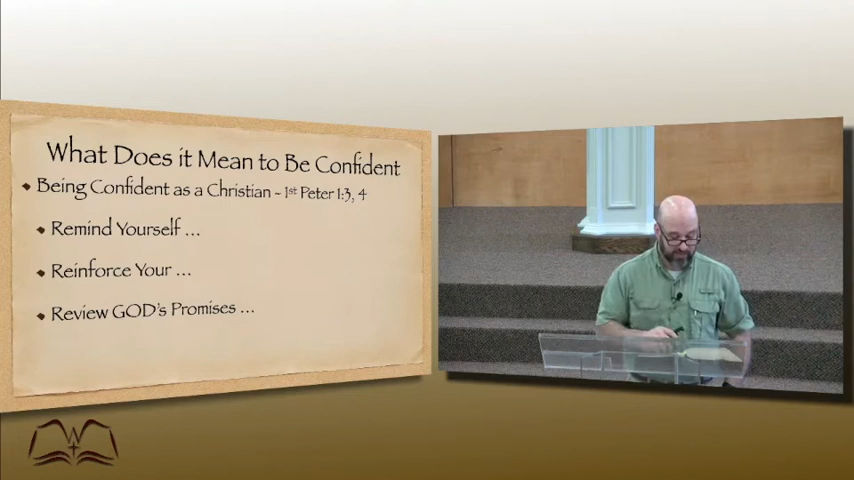 What Does it Mean to Be Confident
Being Confident as a Christian - 1st Peter 1:3, 4
Remind Yourself ...
Reinforce Your ...
Review GOD's Promises ...